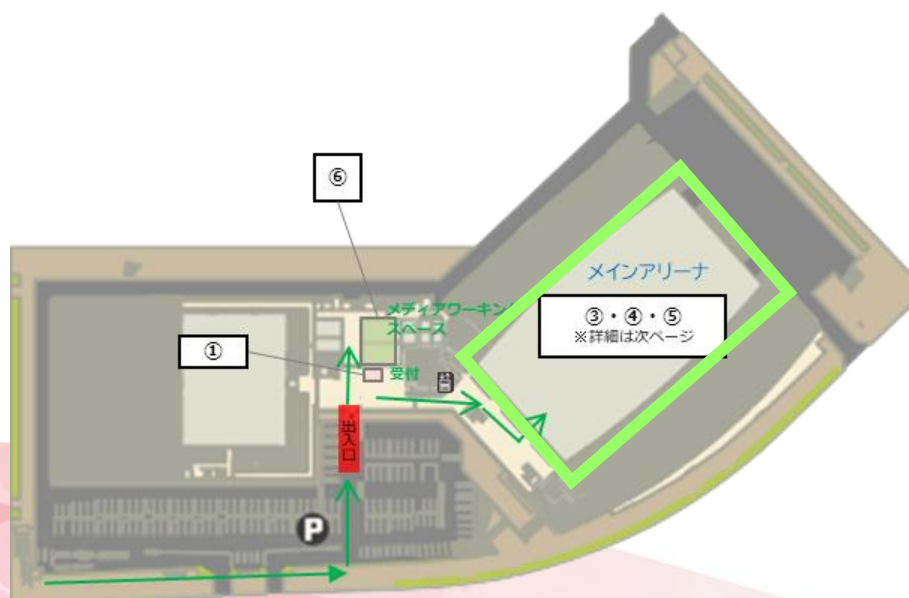 ⑥
メインアリーナ
③・④・⑤
※詳細は次ページ
メディアワーキング
スペース
①
受付
出入口
P